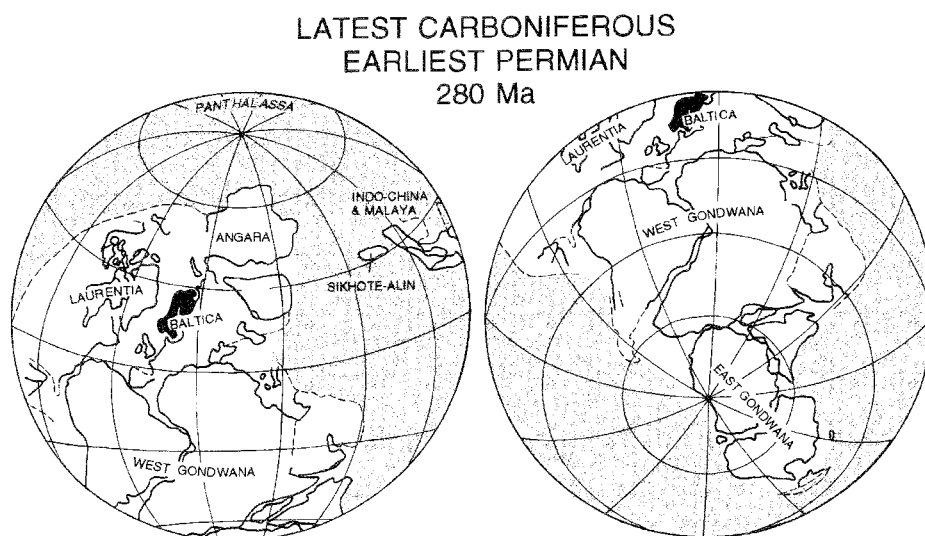 LATEST CARBONIFEROUS
EARLIEST PERMIAN
280 Ma
PANTHALASSA
INDO-CHINA
& MALAYA
ANGARA
SIKHOTE-ALIN
LAURENTIA
BALTICA
WEST GONDWANA
BALTICA
LAURENTIA
WEST GONDWANA
EAST GONDWANA